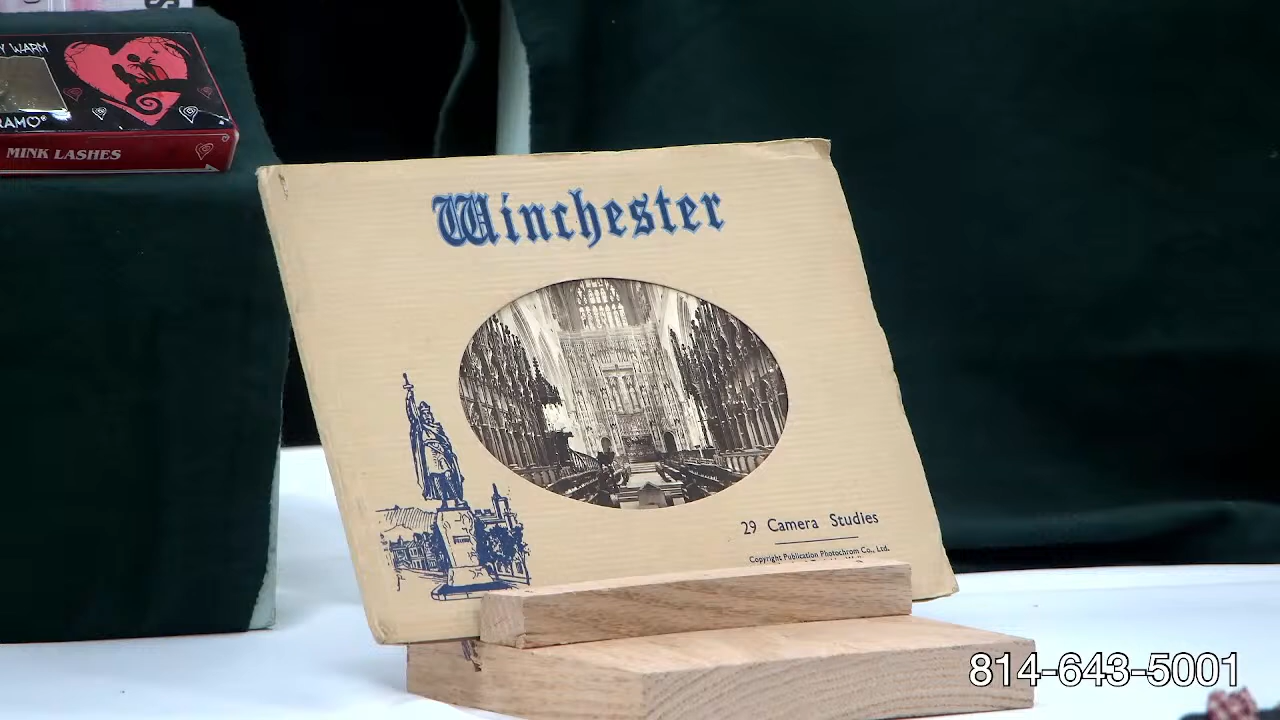 Y WARM
RAMO®
MINK LASHES
Winchester
29 Camera Studies
Copyright Publication Photochrom Co., Ltd.
814-643-5001